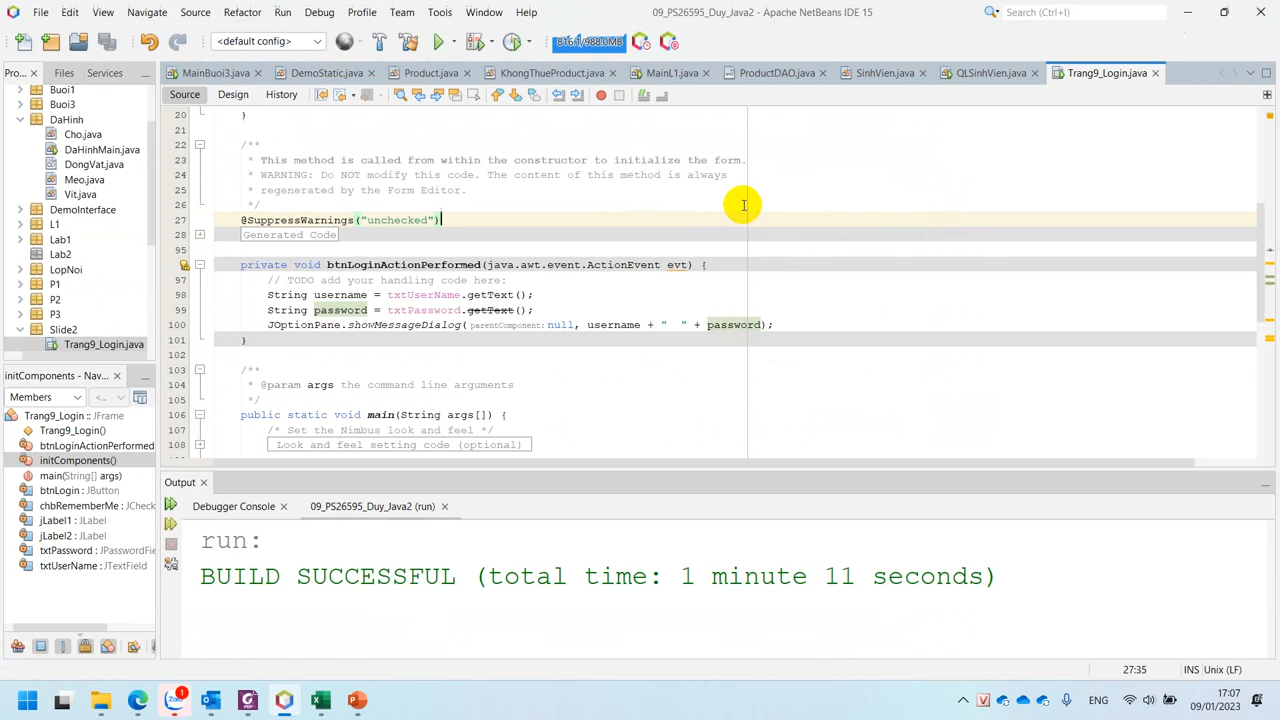 File Edit View Navigate Source Refactor Run Debug Profile Team Tools Window Help 09_PS26595_Duy_Java2 - Apache NetBeans IDE 15 Search (Ctrl+I)
<default config> 816.1/988.0MB
Pro... Files Services MainBuoi3.java DemoStatic.java Product.java KhongThueProduct.java MainL1.java ProductDAO.java SinhVien.java QLSinhVien.java Trang9_Login.java
Source Design History
Buoi1
Buoi3
DaHinh
Cho.java
DaHinhMain.java
DongVat.java
Meo.java
Vit.java
DemoInterface
L1
Lab1
Lab2
LopNoi
P1
P2
P3
Slide2
Trang9_Login.java
20 }
21
22 /**
23 * This method is called from within the constructor to initialize the form.
24 * WARNING: Do NOT modify this code. The content of this method is always
25 * regenerated by the Form Editor.
26 */
27 @SuppressWarnings("unchecked")
28 Generated Code
95
private void btnLoginActionPerformed(java.awt.event.ActionEvent evt) {
97 // TODO add your handling code here:
98 String username = txtUserName.getText();
99 String password = txtPassword.getText();
100 JOptionPane.showMessageDialog(parentComponent: null, username + "  " + password);
101 }
102
103 /**
104 * @param args the command line arguments
105 */
106 public static void main(String args[]) {
107 /* Set the Nimbus look and feel */
108 Look and feel setting code (optional)
initComponents() - Nav...
Members <...
Trang9_Login :: JFrame
Trang9_Login()
btnLoginActionPerformed
initComponents()
main(String[] args)
btnLogin :: JButton
chbRememberMe :: JChec
jLabel1 :: JLabel
jLabel2 :: JLabel
txtPassword :: JPasswordFie
txtUserName :: JTextField
Output
Debugger Console 09_PS26595_Duy_Java2 (run)
run:
BUILD SUCCESSFUL (total time: 1 minute 11 seconds)
27:35 INS Unix (LF)
Zalo 1 ENG 17:07
09/01/2023